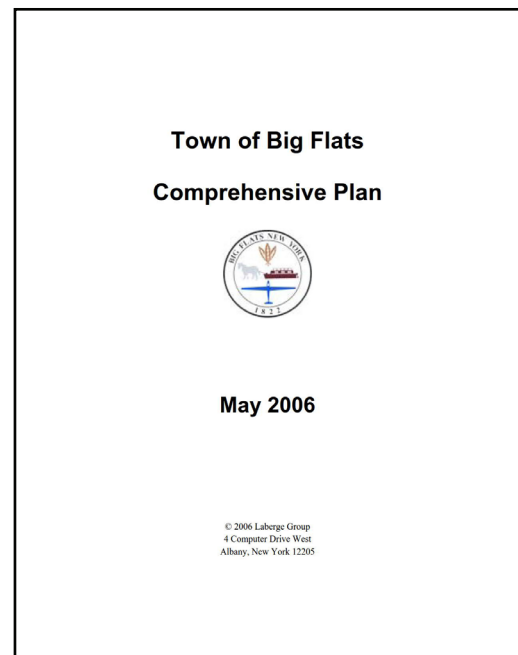 Town of Big Flats
Comprehensive Plan
BIG FLATS NEW YORK
1822
May 2006
© 2006 Laberge Group
4 Computer Drive West
Albany, New York 12205